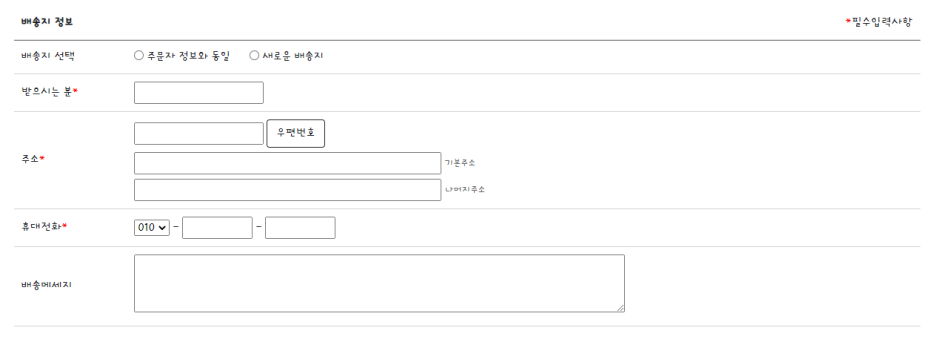 배송지 정보 *필수입력사항
배송지 선택 주문자 정보와 동일 새로운 배송지
받으시는 분*
우편번호
주소* 기본주소
나머지주소
휴대전화* 010 - -
배송메세지